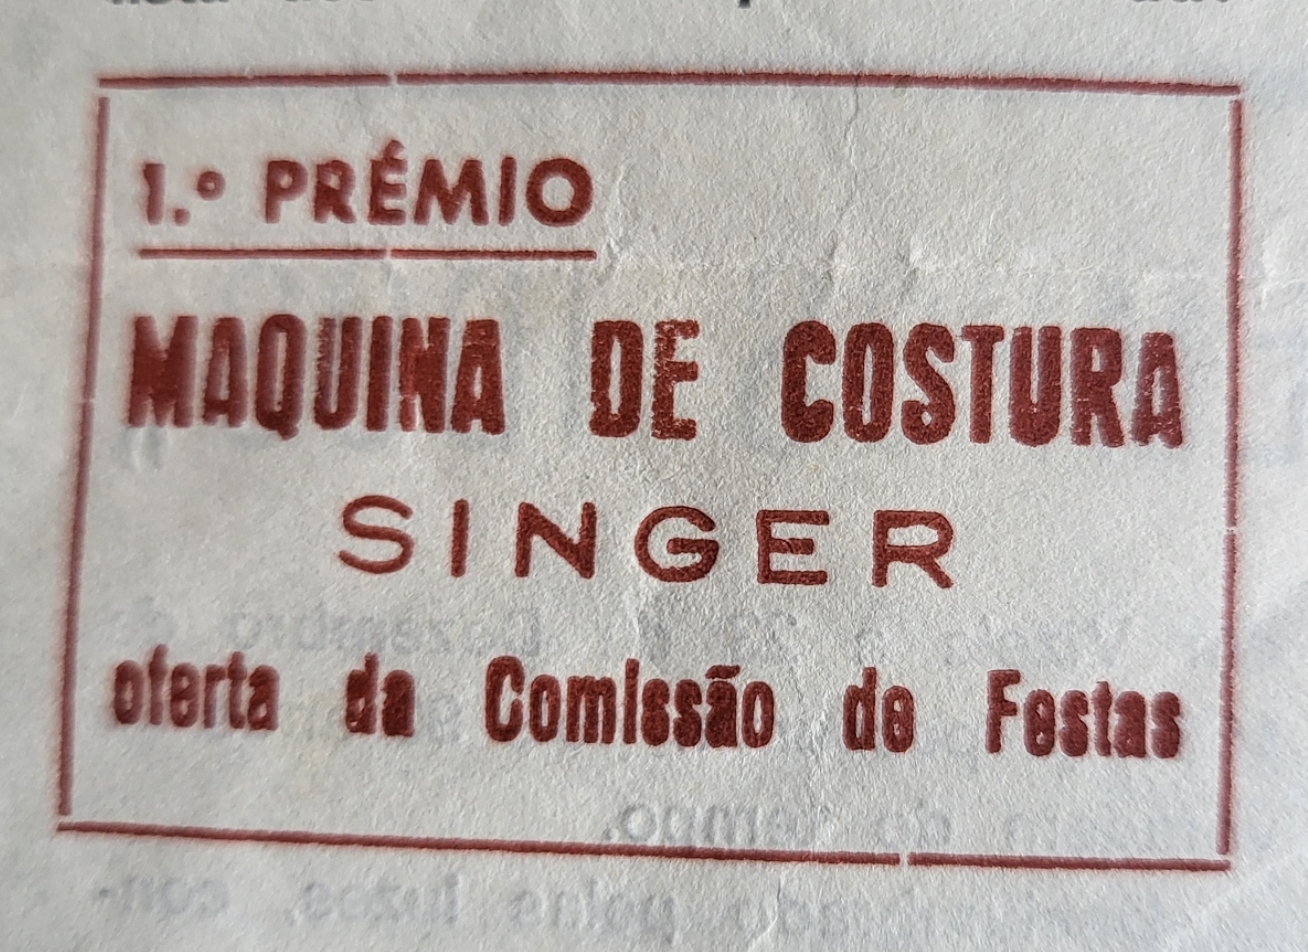 1.º PRÉMIO
MAQUINA DE COSTURA
SINGER
oferta da Comissão de Festas